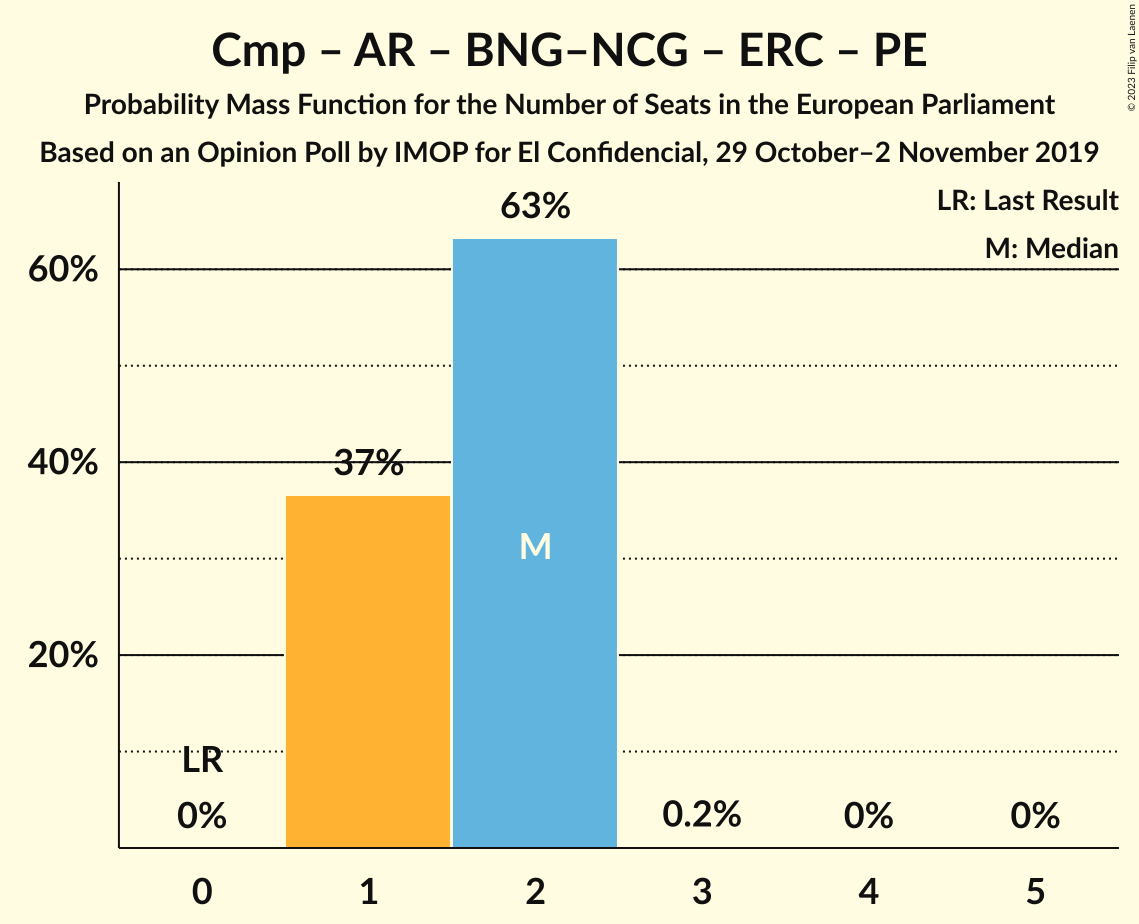 Cmp – AR – BNG–NCG – ERC – PE
Probability Mass Function for the Number of Seats in the European Parliament
Based on an Opinion Poll by IMOP for El Confidencial, 29 October–2 November 2019
© 2023 Filip van Laenen
LR: Last Result
M: Median
63%
60%
40%
37%
M
20%
LR
0%
0.2%
0%
0%
0
1
2
3
4
5